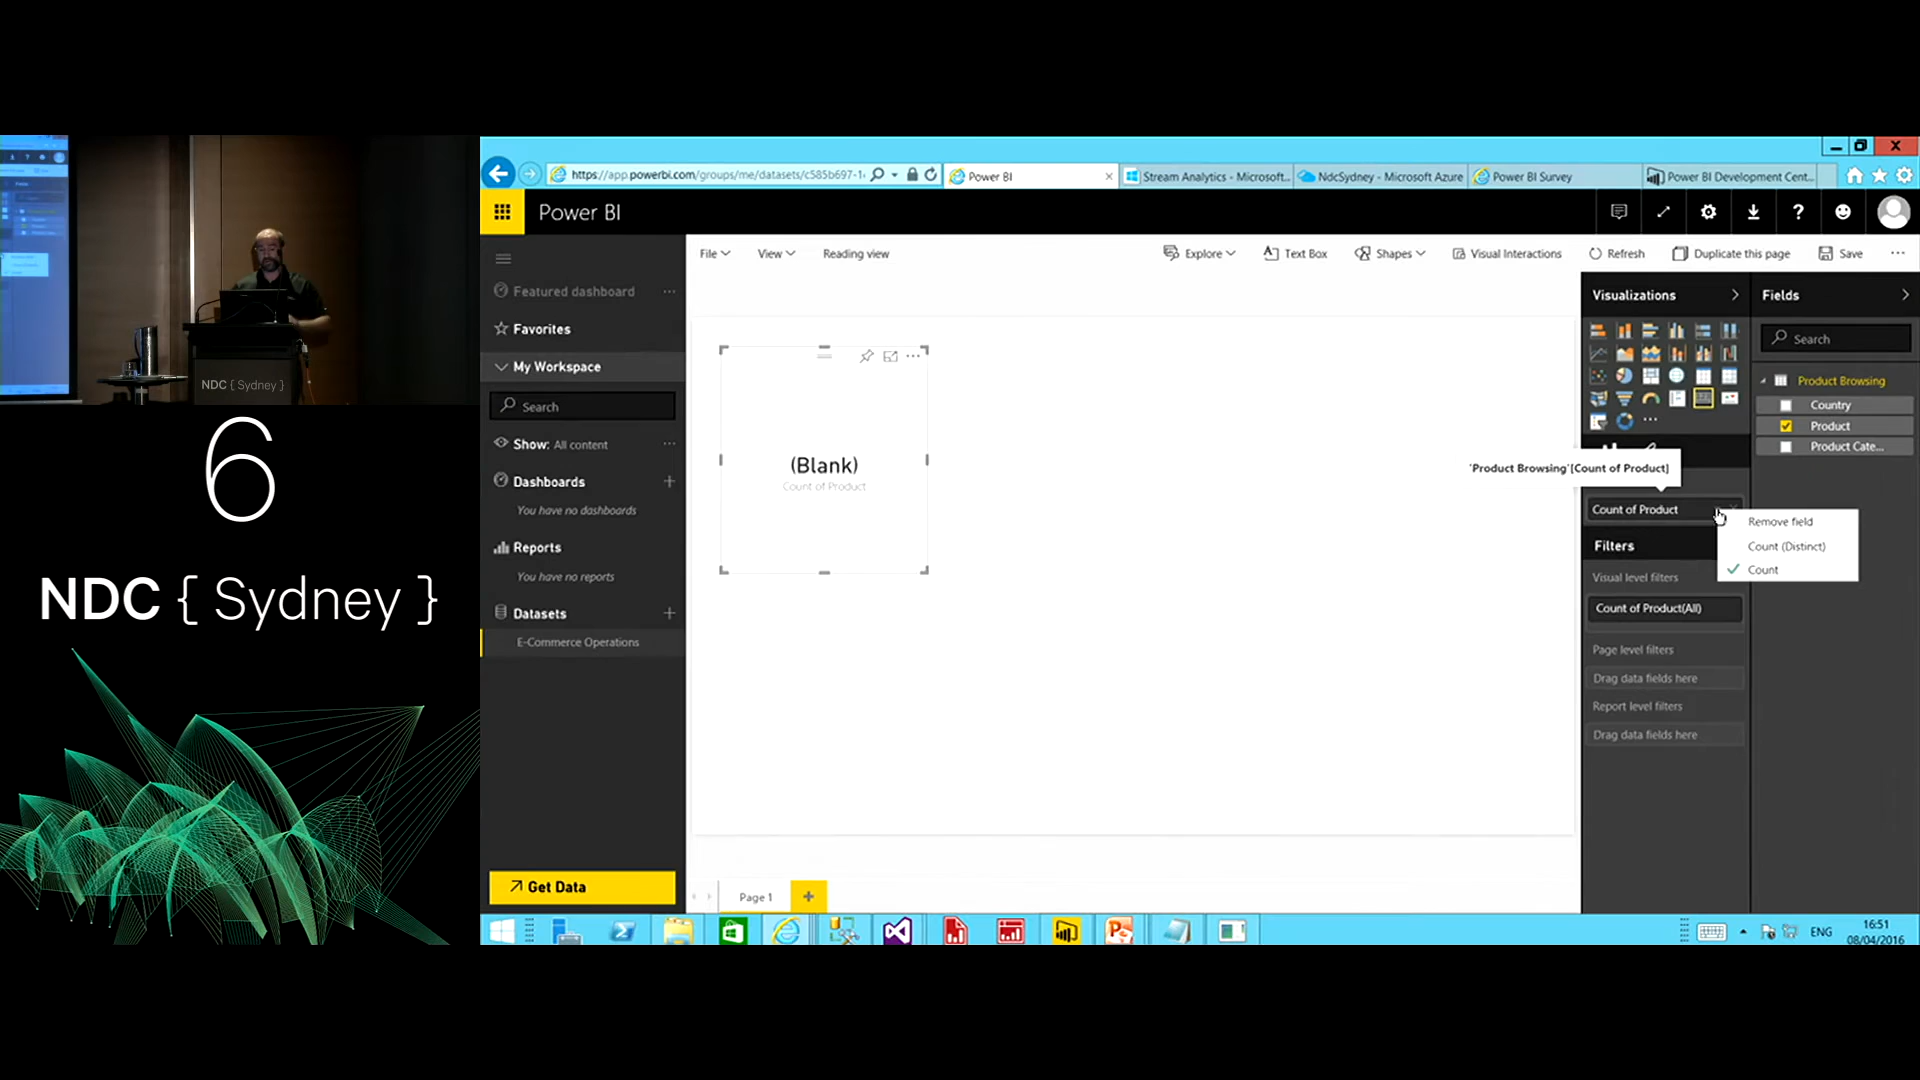 NDC { Sydney }
6
NDC { Sydney }
https://app.powerbi.com/groups/me/datasets/c585b697-1
Power BI
Stream Analytics - Microsoft...
NdcSydney - Microsoft Azure
Power BI Survey
Power BI Development Cent...
Power BI
File
View
Reading view
Explore
Text Box
Shapes
Visual Interactions
Refresh
Duplicate this page
Save
Featured dashboard
Favorites
My Workspace
Search
Show: All content
Dashboards
You have no dashboards
Reports
You have no reports
Datasets
E-Commerce Operations
Get Data
(Blank)
Count of Product
Page 1
Visualizations
'Product Browsing'[Count of Product]
Count of Product
Remove field
Count (Distinct)
Count
Filters
Visual level filters
Count of Product(All)
Page level filters
Drag data fields here
Report level filters
Drag data fields here
Fields
Search
Product Browsing
Country
Product
Product Cate...
ENG
16:51
08/04/2016